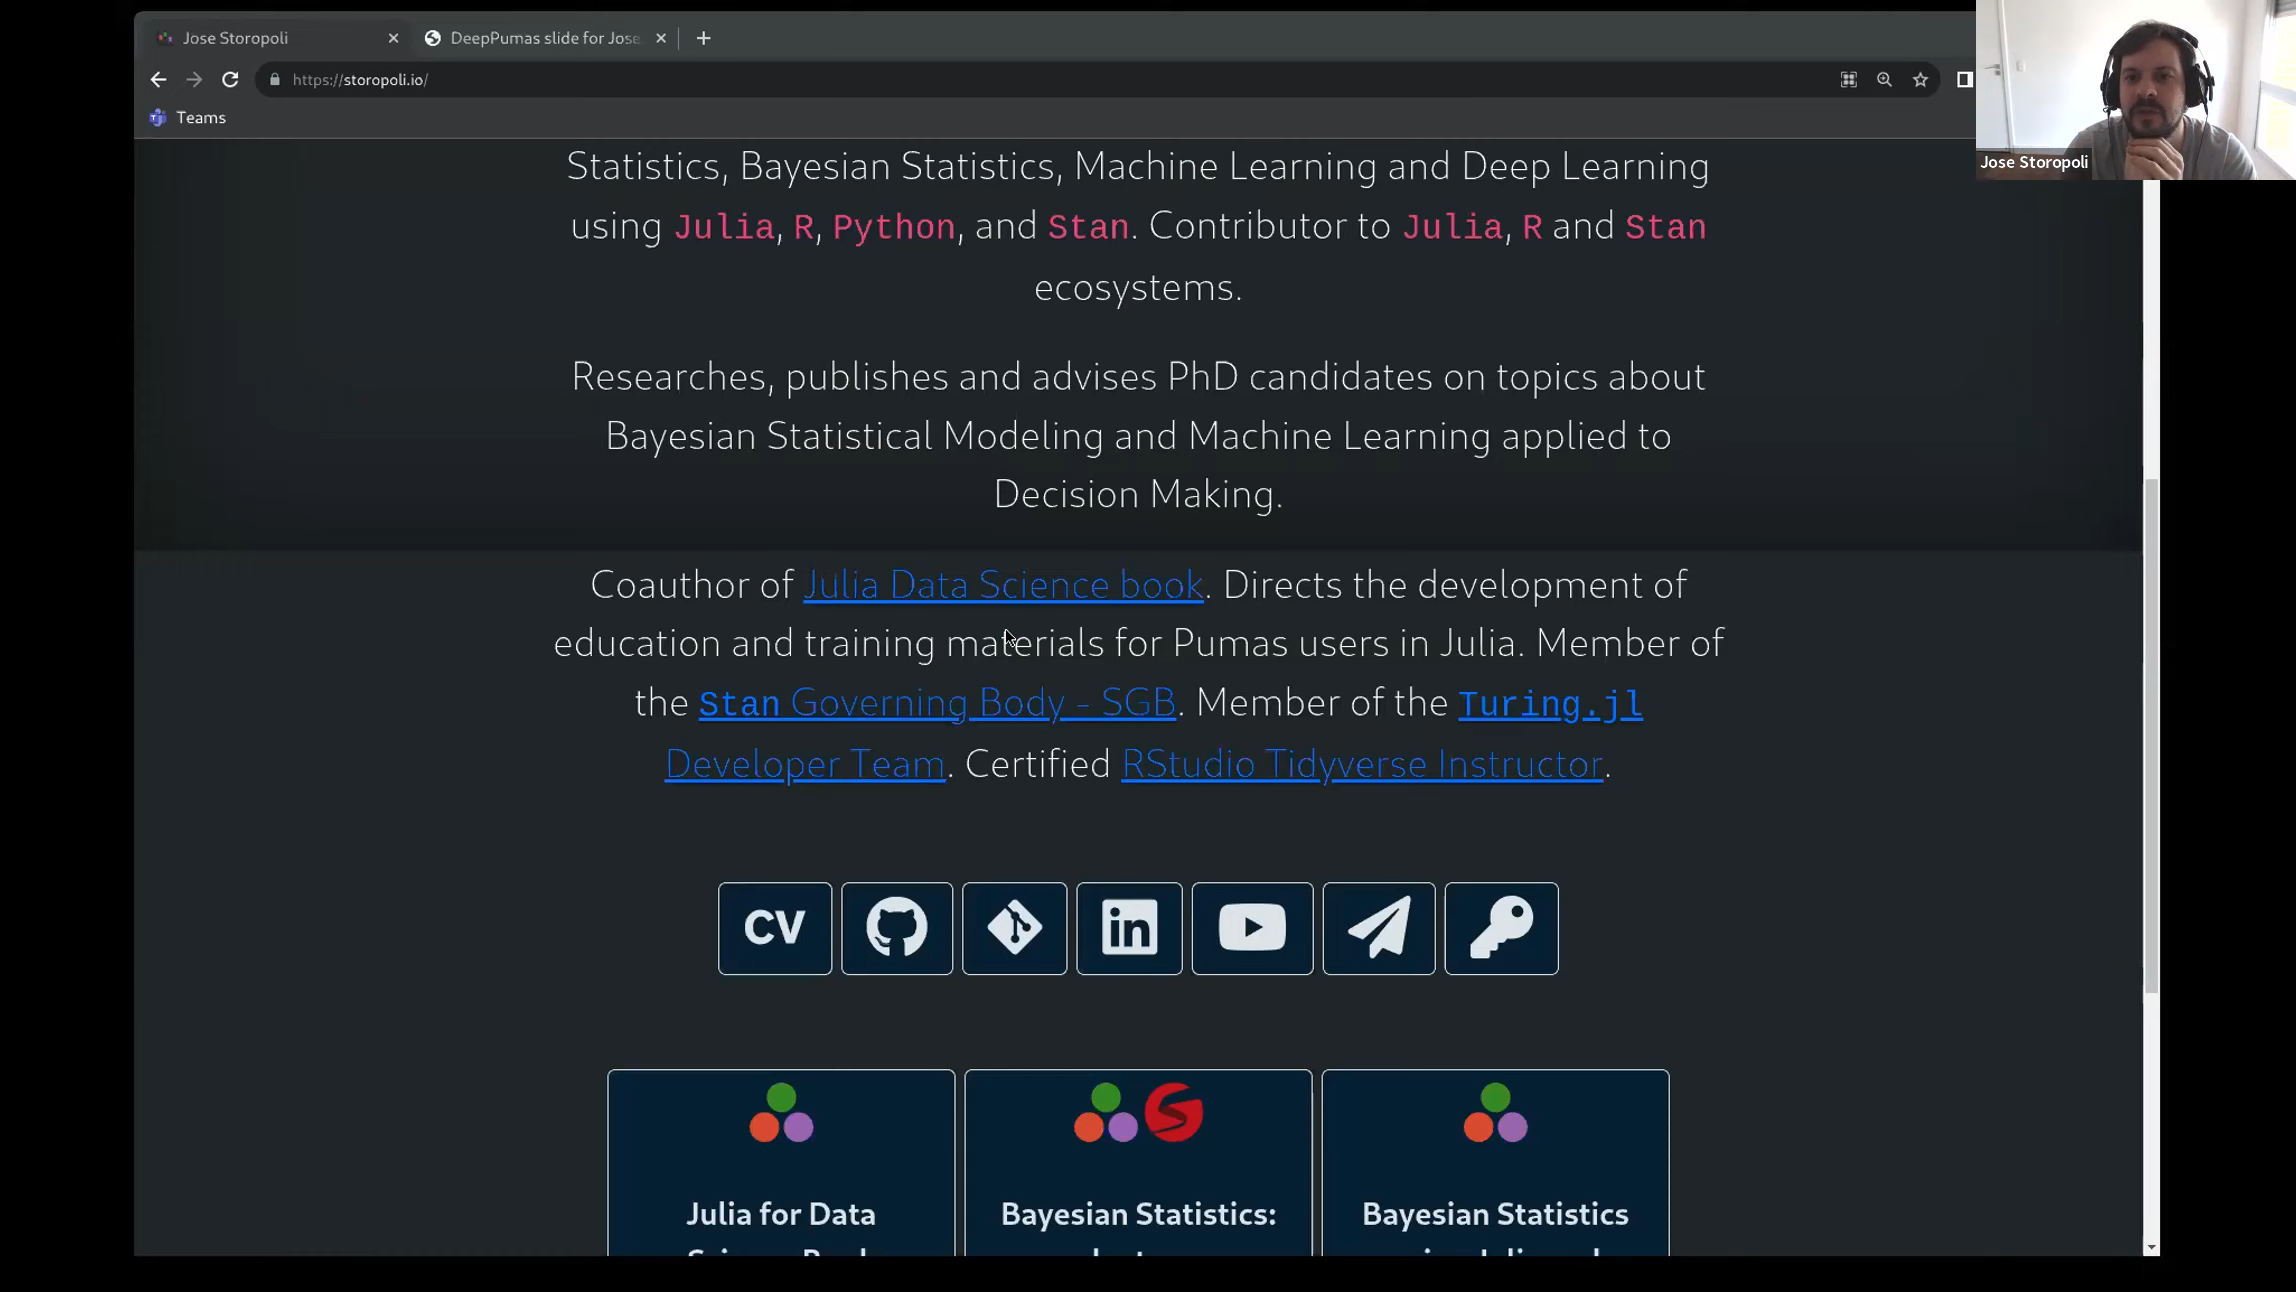 Jose Storopoli
DeepPumas slide for Jose
https://storopoli.io/
Teams
Jose Storopoli
Statistics, Bayesian Statistics, Machine Learning and Deep Learning
using Julia, R, Python, and Stan. Contributor to Julia, R and Stan
ecosystems.
Researches, publishes and advises PhD candidates on topics about
Bayesian Statistical Modeling and Machine Learning applied to
Decision Making.
Coauthor of Julia Data Science book. Directs the development of
education and training materials for Pumas users in Julia. Member of
the Stan Governing Body - SGB. Member of the Turing.jl
Developer Team. Certified RStudio Tidyverse Instructor.
CV
in
Julia for Data
Bayesian Statistics:
Bayesian Statistics